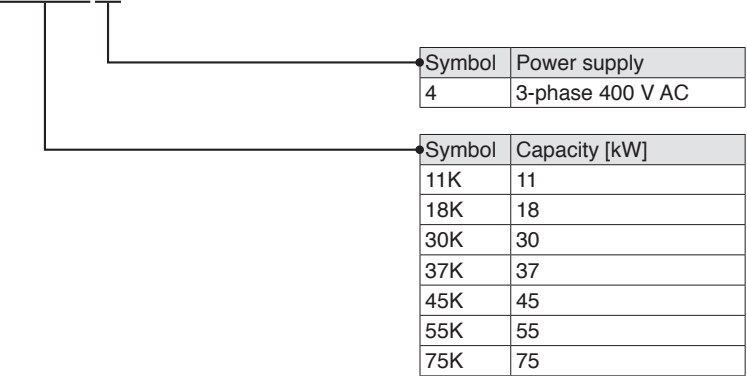 Symbol Power supply
4 3-phase 400 V AC
Symbol Capacity [kW]
11K 11
18K 18
30K 30
37K 37
45K 45
55K 55
75K 75